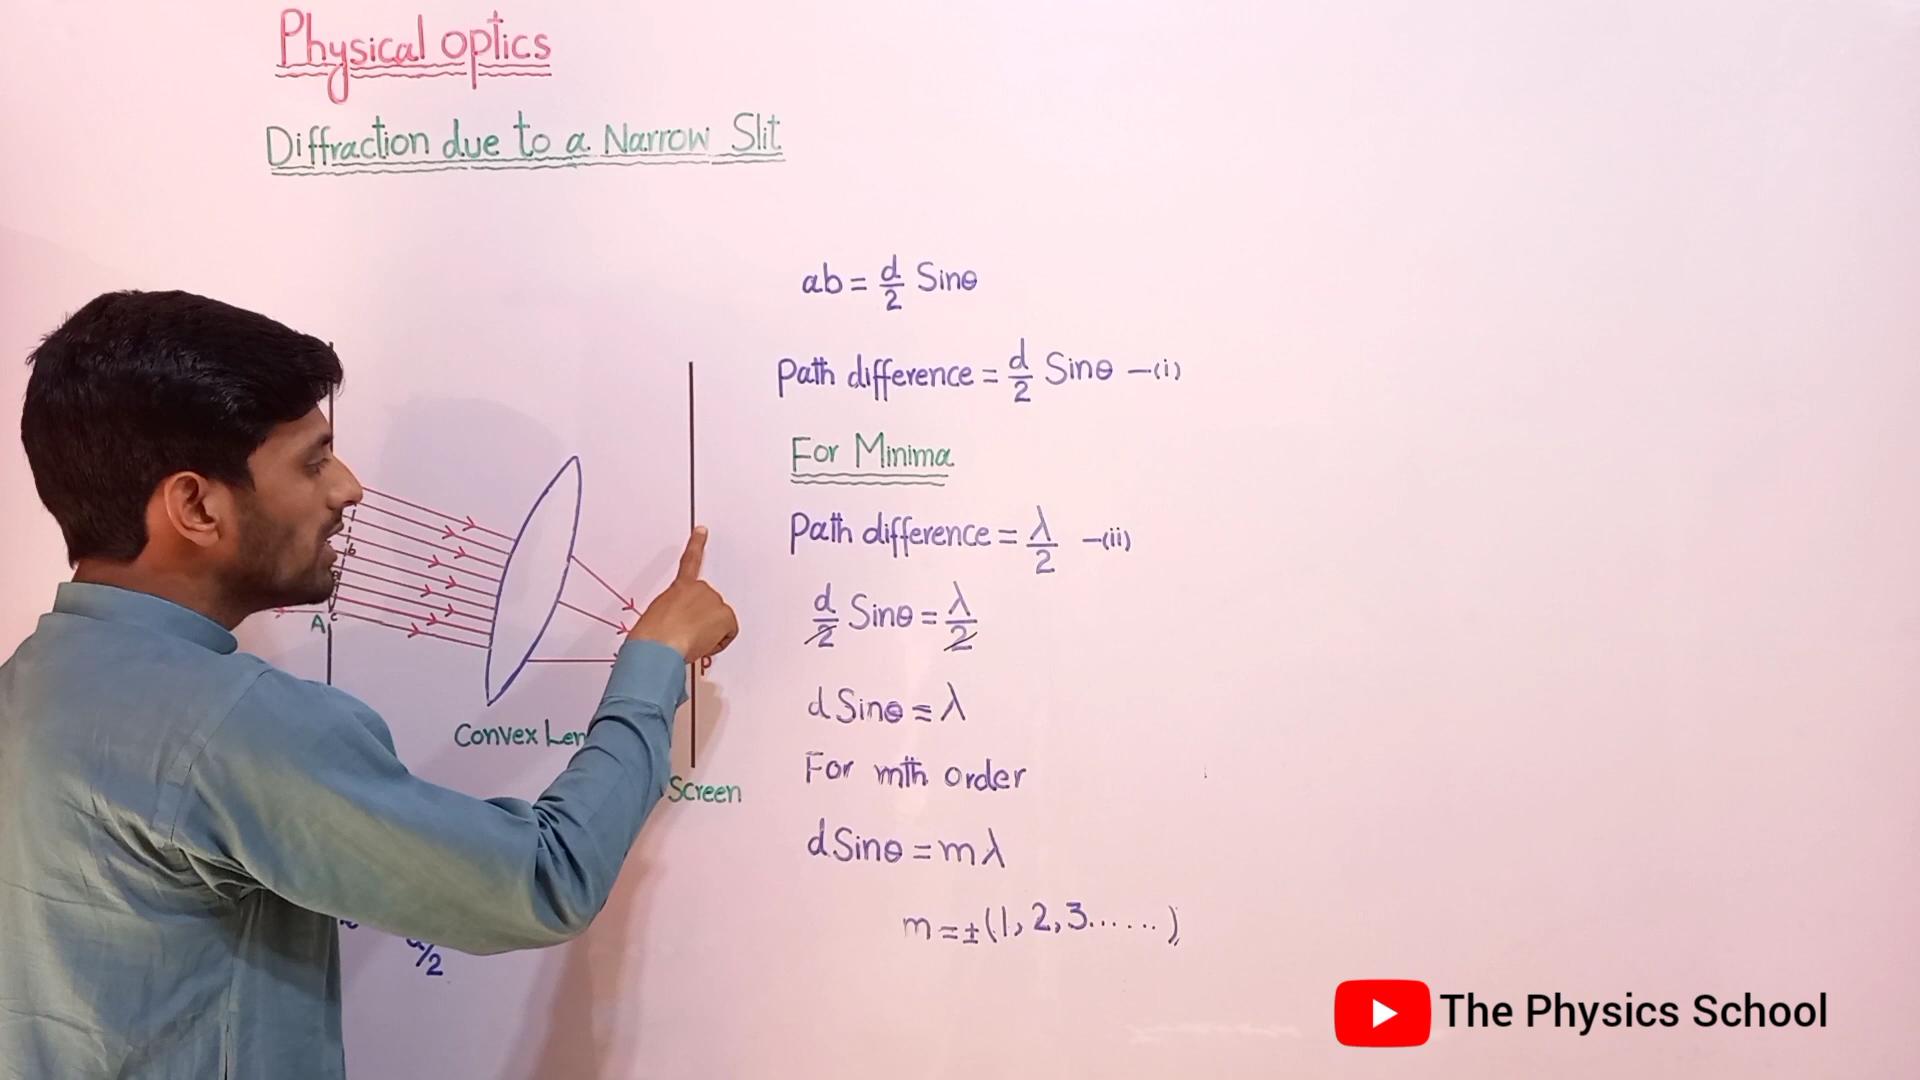 Physical optics
Diffraction due to a Narrow Slit
ab = d/2 Sinθ
Path difference = d/2 Sinθ —(i)
For Minima
Path difference = λ/2 —(ii)
d/2 Sinθ = λ/2
d Sinθ = λ
For mth order
d Sinθ = mλ
m = ± (1, 2, 3......)
b
A
c
P
Convex
Screen
/2
The Physics School